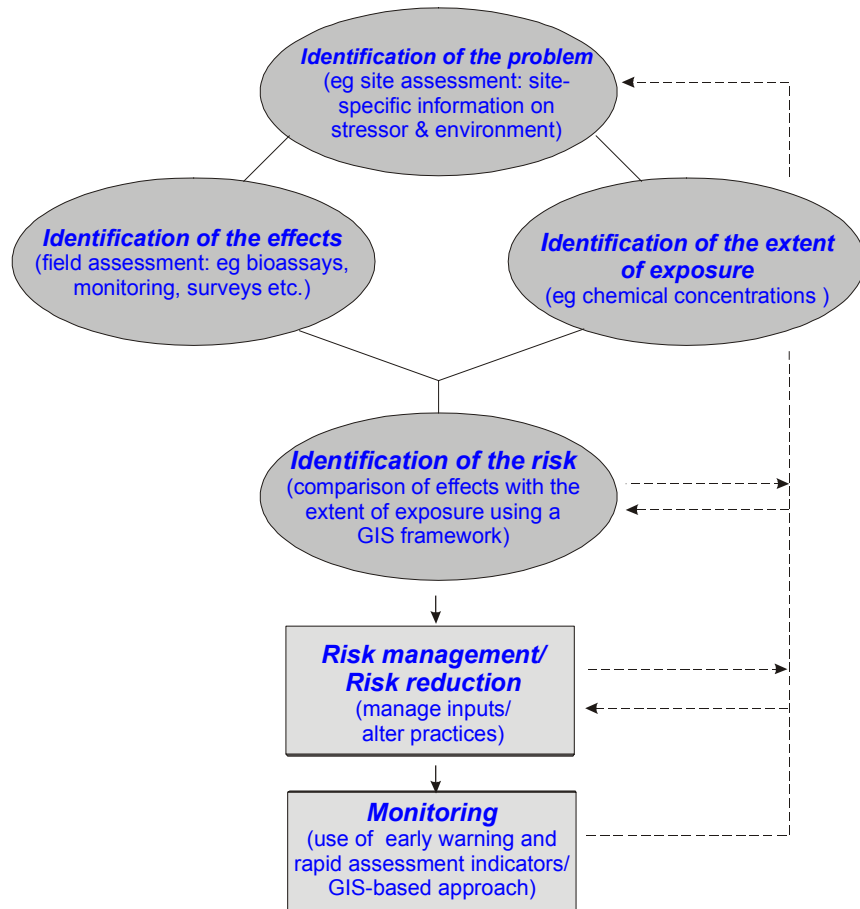 Identification of the problem
(eg site assessment: site-
specific information on
stressor & environment)
Identification of the effects
(field assessment: eg bioassays,
monitoring, surveys etc.)
Identification of the extent
of exposure
(eg chemical concentrations )
Identification of the risk
(comparison of effects with the
extent of exposure using a
GIS framework)
Risk management/
Risk reduction
(manage inputs/
alter practices)
Monitoring
(use of early warning and
rapid assessment indicators/
GIS-based approach)